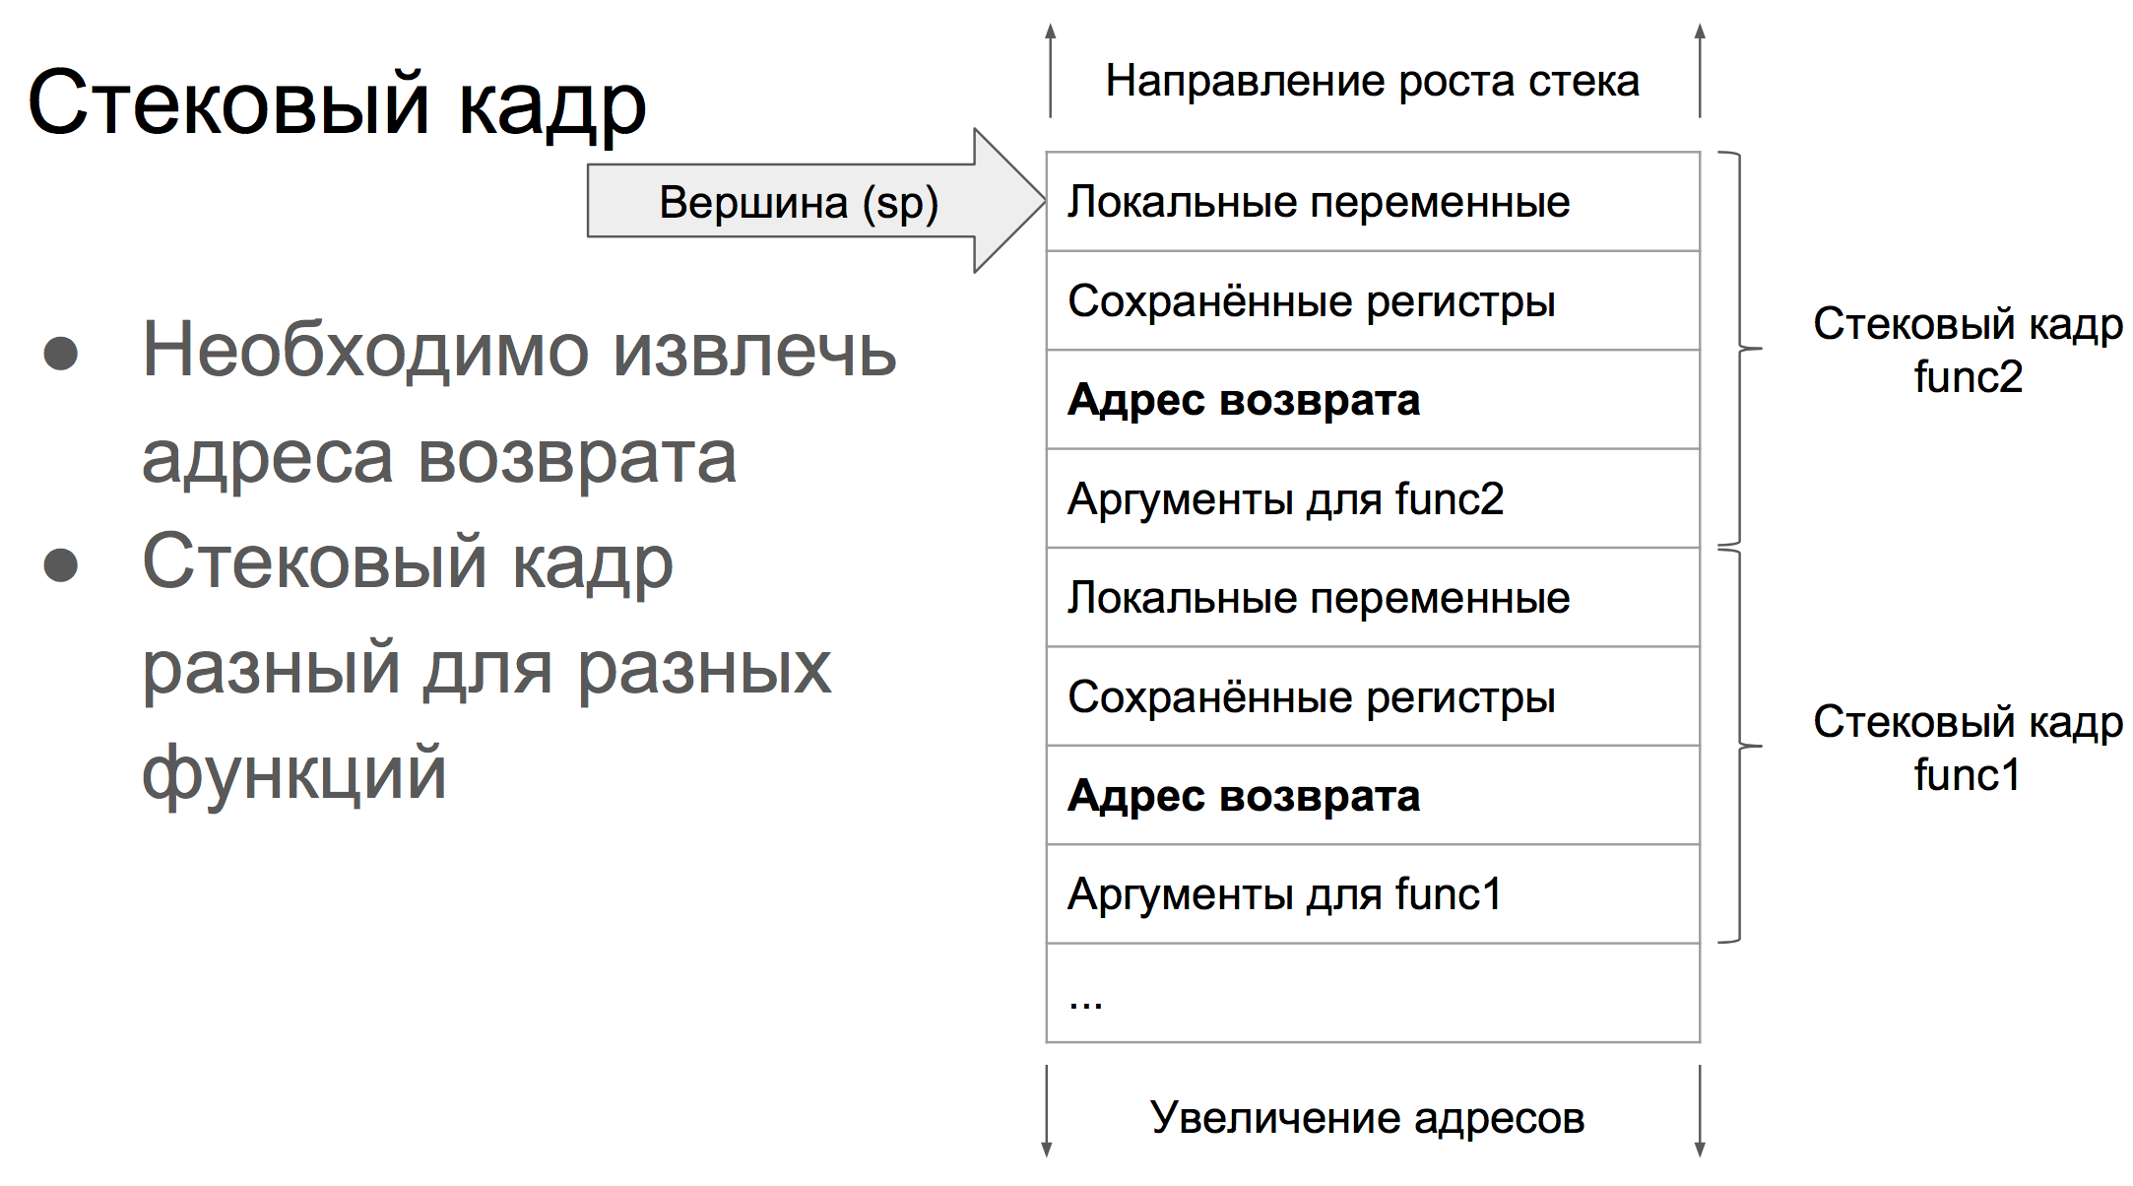 Стековый кадр
● Необходимо извлечь
адреса возврата
● Стековый кадр
разный для разных
функций
Направление роста стека
Вершина (sp)
Локальные переменные
Сохранённые регистры
Адрес возврата
Аргументы для func2
Локальные переменные
Сохранённые регистры
Адрес возврата
Аргументы для func1
...
Увеличение адресов
Стековый кадр
func2
Стековый кадр
func1